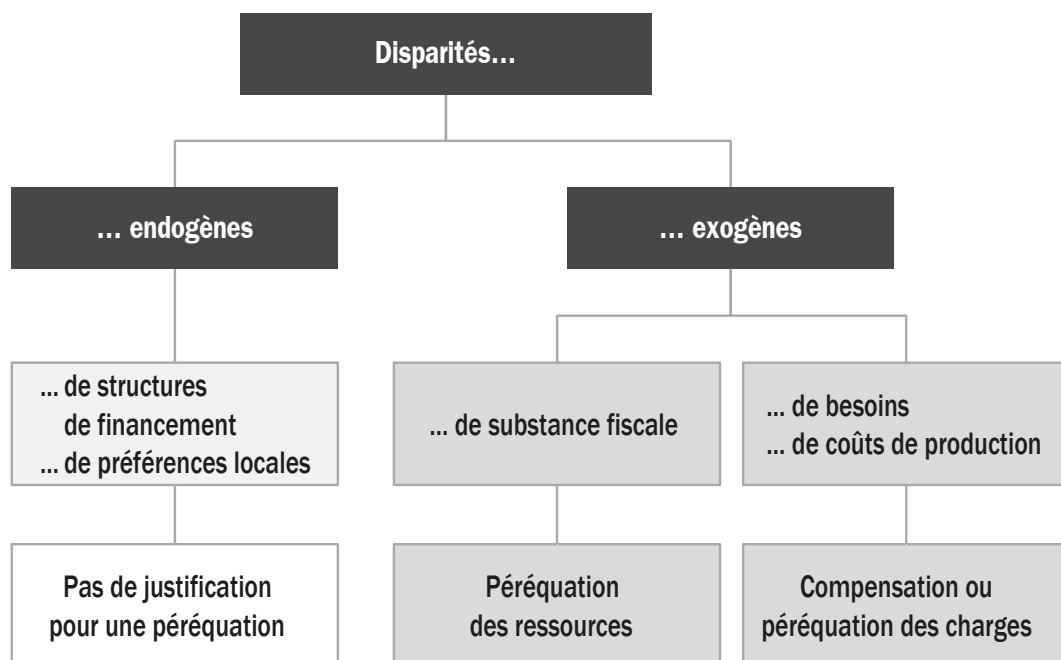 Disparités...
... endogènes
... exogènes
... de structures
de financement
... de préférences locales
... de substance fiscale
... de besoins
... de coûts de production
Pas de justification
pour une péréquation
Péréquation
des ressources
Compensation ou
péréquation des charges